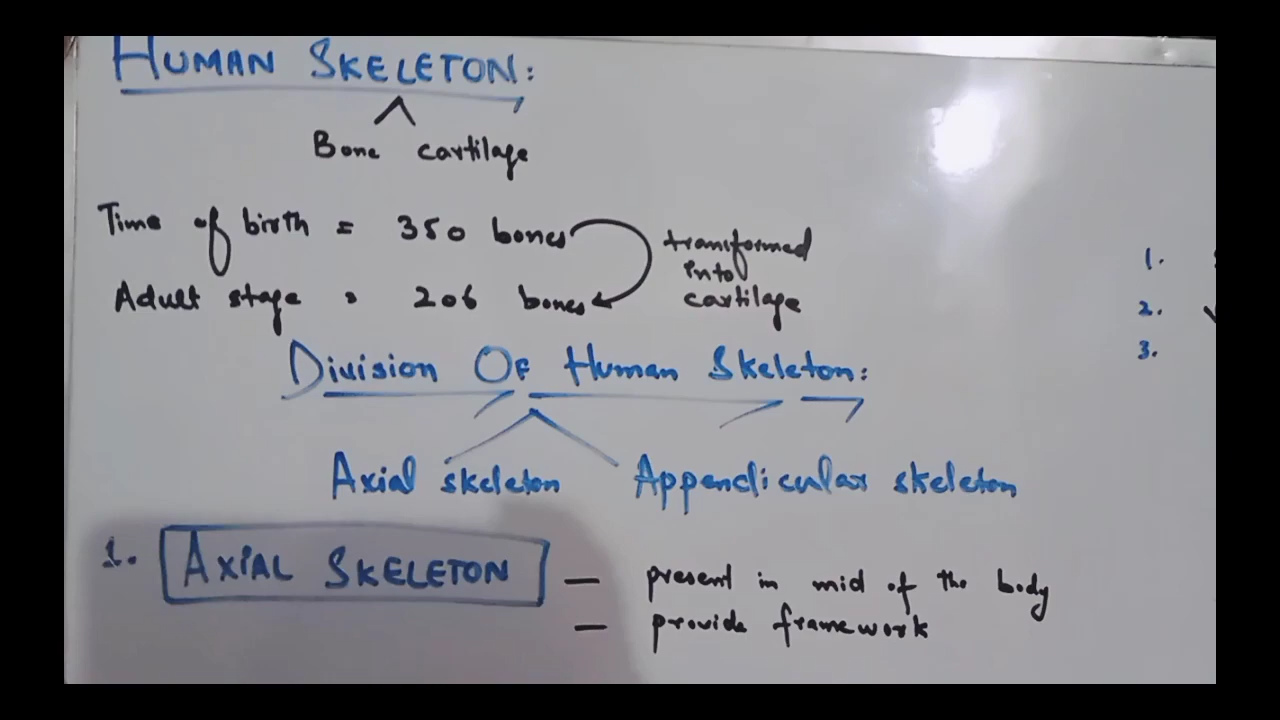 HUMAN SKELETON:
Bone cartilage
Time of birth = 350 bones
transformed into cartilage
Adult stage = 206 bones
Division Of Human Skeleton:
Axial skeleton Appendicular skeleton
1. AXIAL SKELETON — present in mid of the body
— provide framework
1.
2.
3.